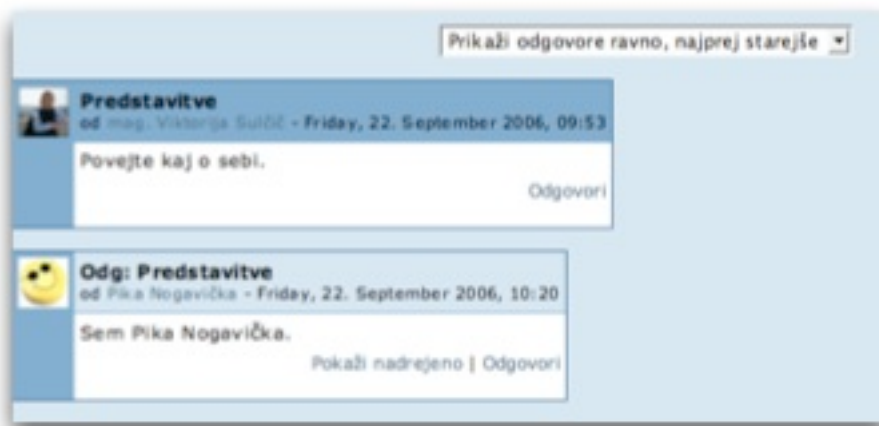 Prikaži odgovore ravno, najprej starejše
Predstavitve
od mag. Viktorija Sulčič - Friday, 22. September 2006, 09:53
Povejte kaj o sebi.
Odgovori
Odg: Predstavitve
od Pika Nogavička - Friday, 22. September 2006, 10:20
Sem Pika Nogavička.
Pokaži nadrejeno | Odgovori